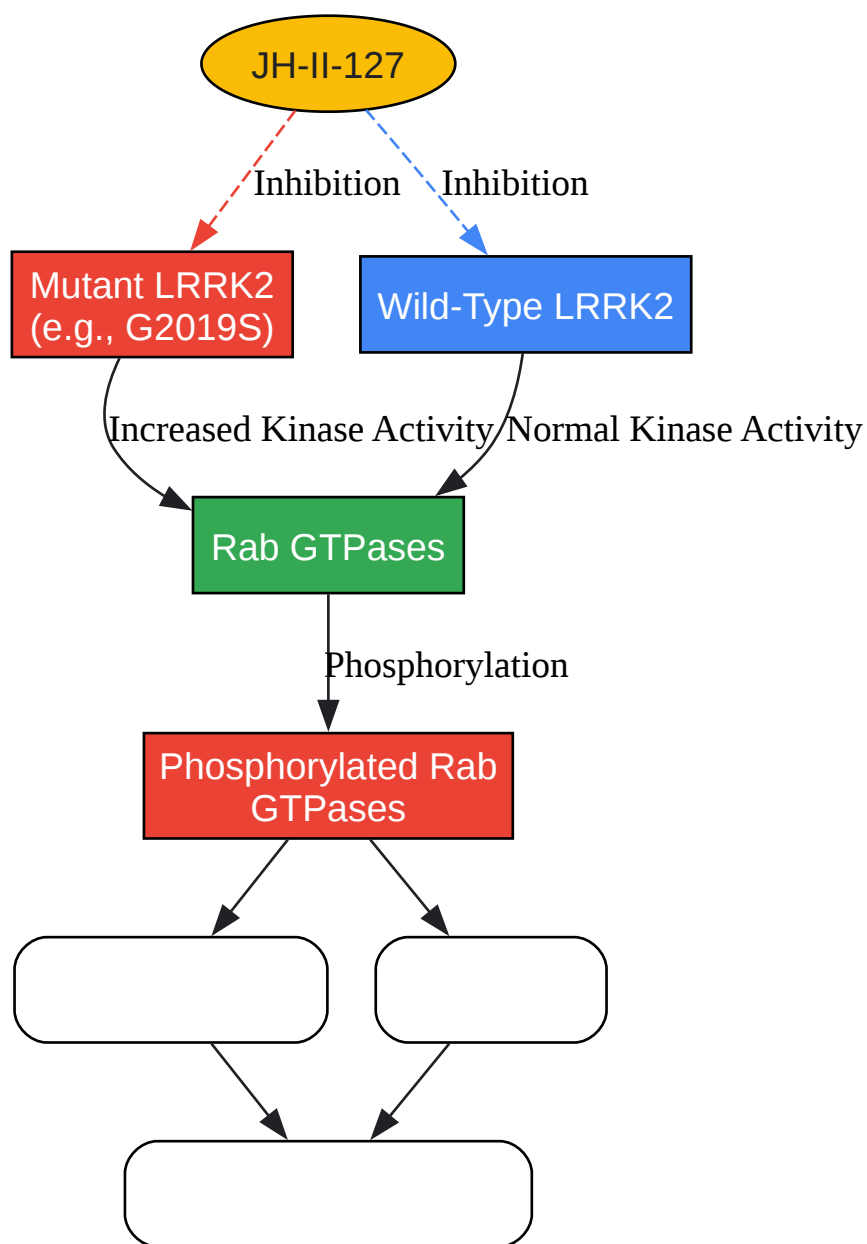 JH-II-127
Inhibition
Inhibition
Mutant LRRK2
(e.g., G2019S)
Wild-Type LRRK2
Increased Kinase Activity
Normal Kinase Activity
Rab GTPases
Phosphorylation
Phosphorylated Rab
GTPases